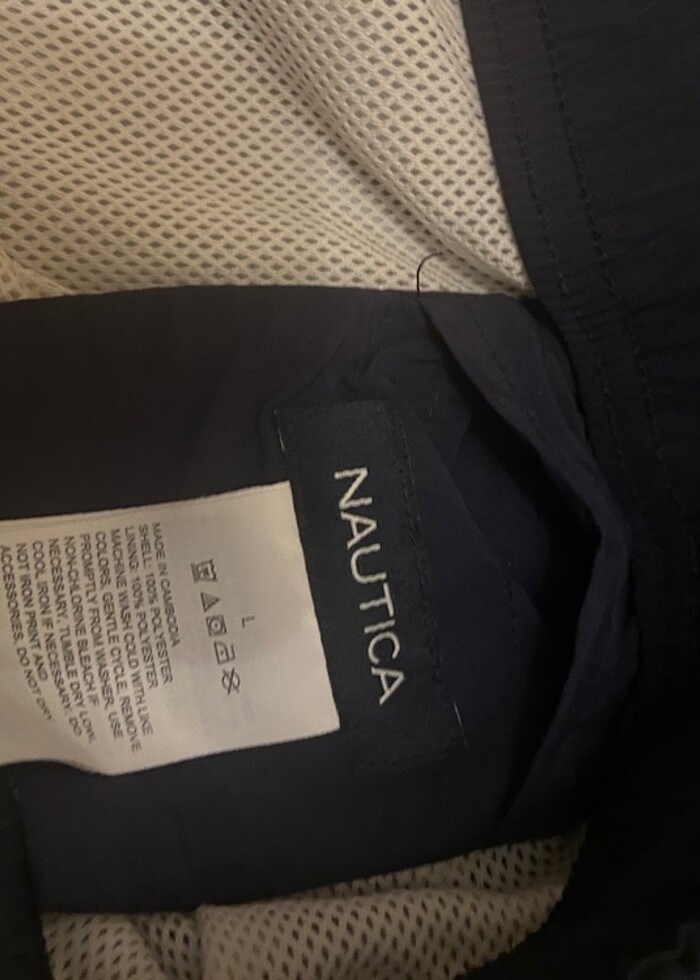 NAUTICA
L
MADE IN CAMBODIA
SHELL: 100% POLYESTER
LINING: 100% POLYESTER
MACHINE WASH COLD WITH LIKE
COLORS, GENTLE CYCLE, REMOVE
PROMPTLY FROM WASHER, USE
NON-CHLORINE BLEACH IF
NECESSARY, TUMBLE DRY LOW,
COOL IRON IF NECESSARY, DO
NOT IRON PRINT AND
ACCESSORIES, DO NOT DRY